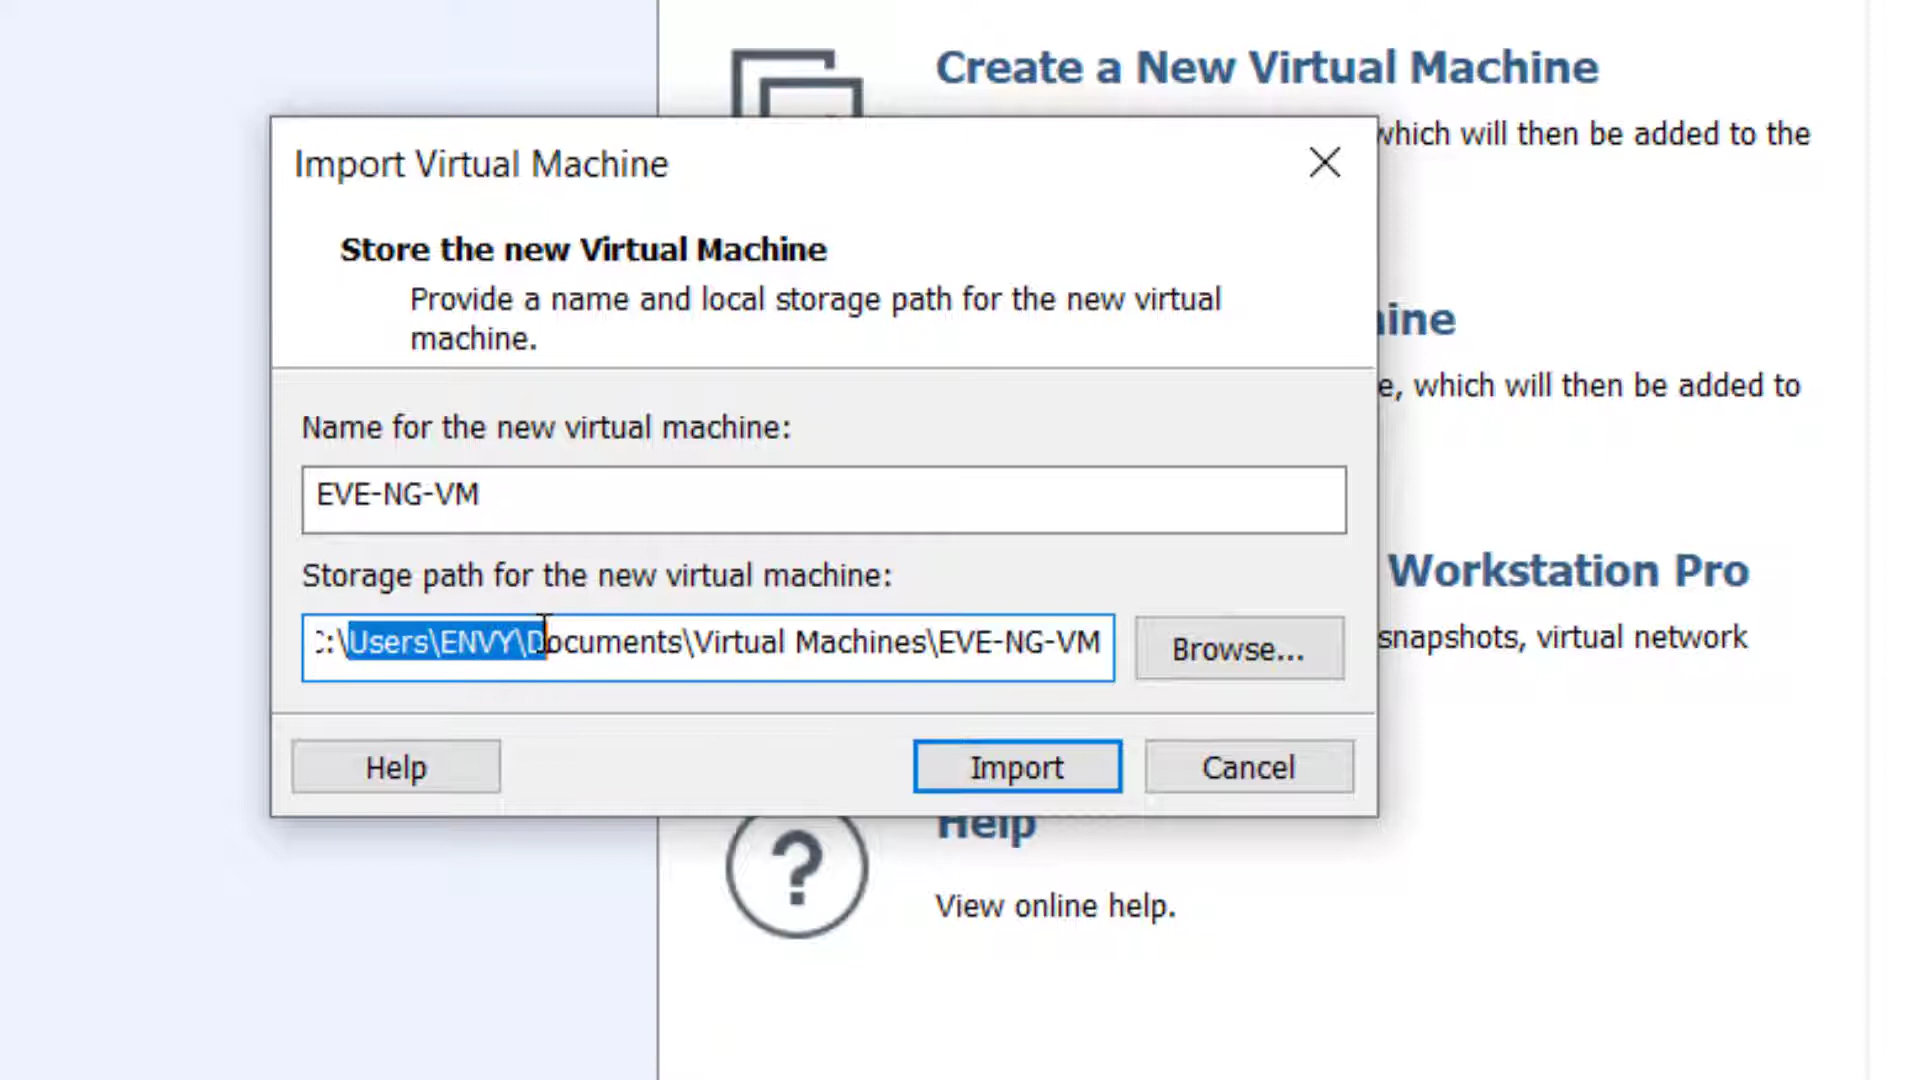 Create a New Virtual Machine
which will then be added to the
Import Virtual Machine
Store the new Virtual Machine
Provide a name and local storage path for the new virtual
machine.
which will then be added to
Name for the new virtual machine:
EVE-NG-VM
Workstation Pro
Storage path for the new virtual machine:
C:\Users\ENVY\Documents\Virtual Machines\EVE-NG-VM
Browse...
snapshots, virtual network
Help
Import
Cancel
Help
?
View online help.